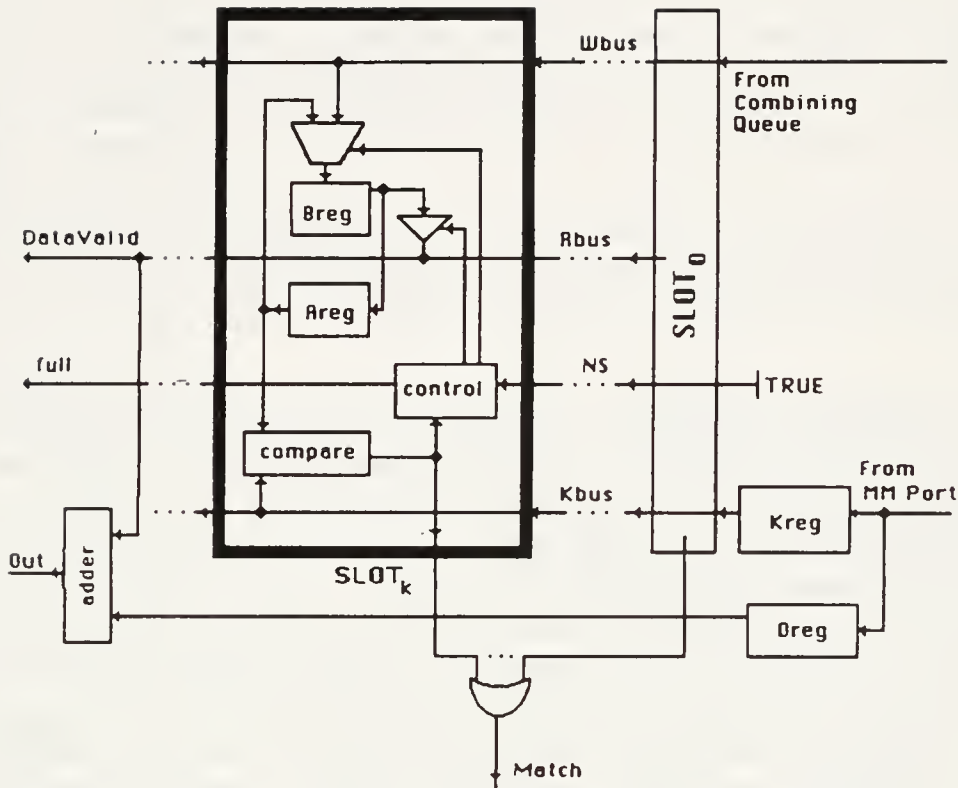 Wbus
From
Combining
Queue
Breg
DataValid
Rbus
SLOT0
Areg
full
NS
control
TRUE
compare
From
MM Port
Kbus
Kreg
Out
adder
SLOTk
Dreg
Match